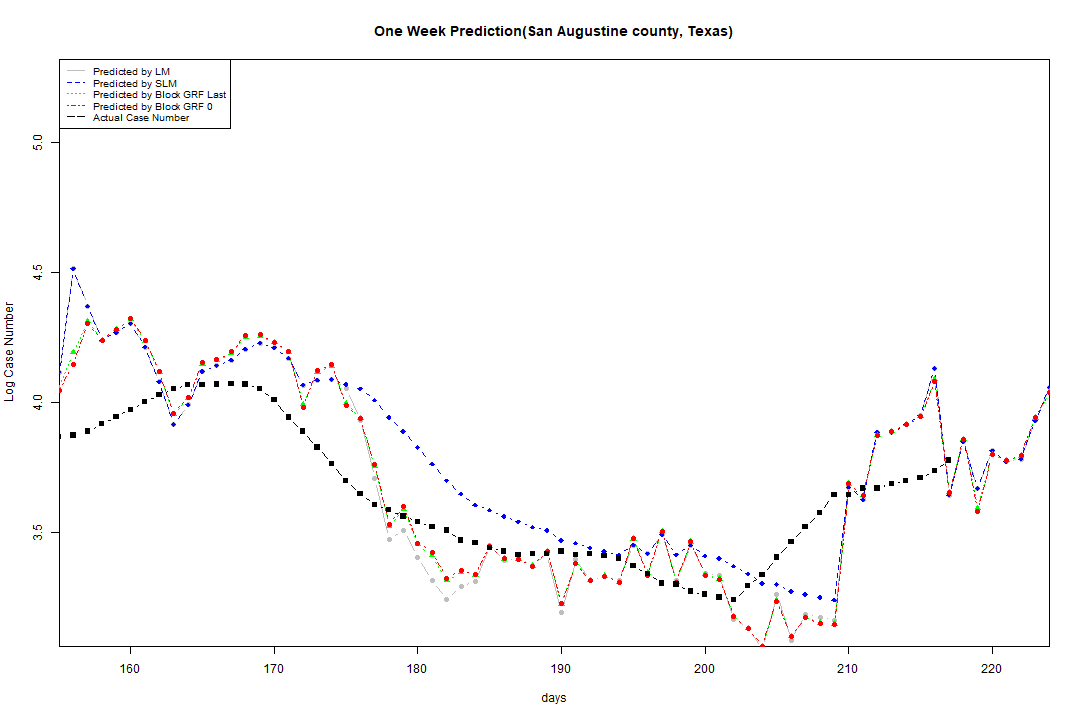 One Week Prediction(San Augustine county, Texas)
Predicted by LM
Predicted by SLM
Predicted by Block GRF Last
Predicted by Block GRF 0
Actual Case Number
5.0
4.5
4.0
3.5
Log Case Number
160 170 180 190 200 210 220
days